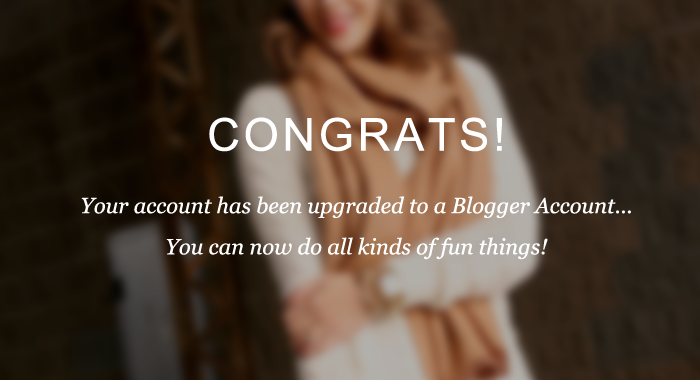 CONGRATS!
Your account has been upgraded to a Blogger Account...
You can now do all kinds of fun things!